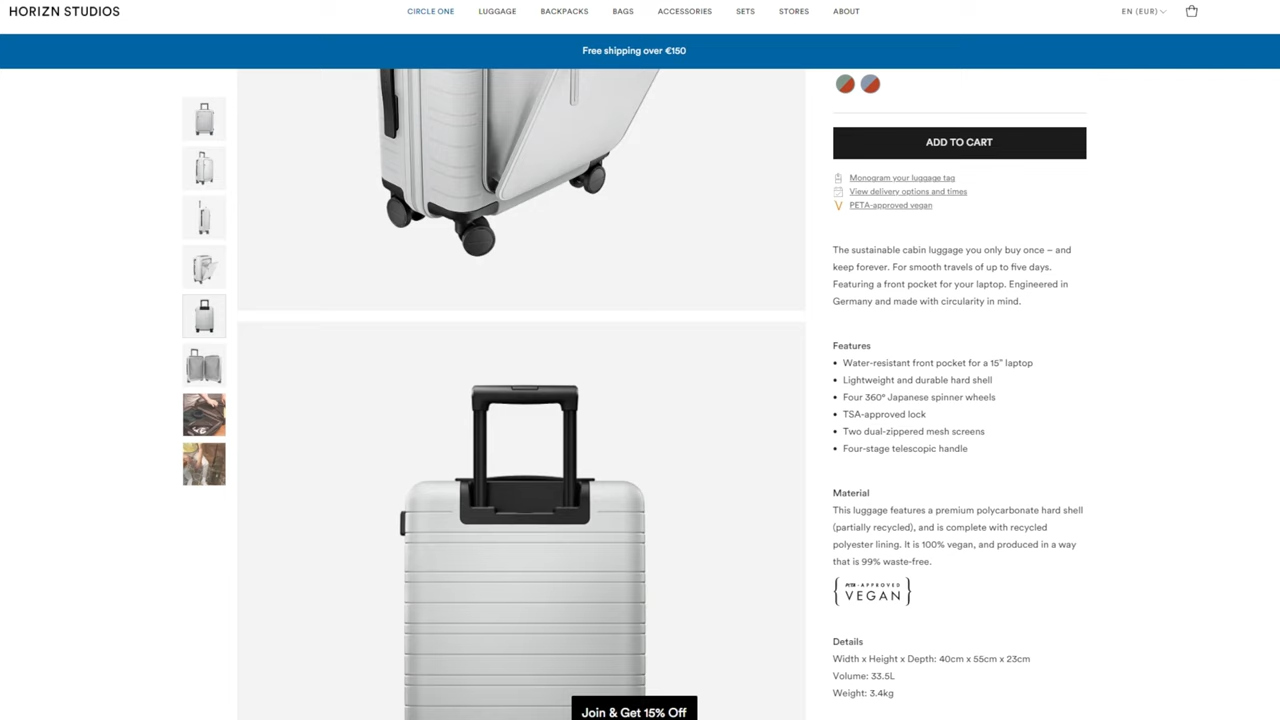 HORIZN STUDIOS
CIRCLE ONE
LUGGAGE
BACKPACKS
BAGS
ACCESSORIES
SETS
STORES
ABOUT
EN (EUR)
Free shipping over €150
ADD TO CART
Monogram your luggage tag
View delivery options and times
PETA-approved vegan
The sustainable cabin luggage you only buy once – and
keep forever. For smooth travels of up to five days.
Featuring a front pocket for your laptop. Engineered in
Germany and made with circularity in mind.
Features
• Water-resistant front pocket for a 15” laptop
• Lightweight and durable hard shell
• Four 360° Japanese spinner wheels
• TSA-approved lock
• Two dual-zippered mesh screens
• Four-stage telescopic handle
Material
This luggage features a premium polycarbonate hard shell
(partially recycled), and is complete with recycled
polyester lining. It is 100% vegan, and produced in a way
that is 99% waste-free.
PETA-APPROVED
VEGAN
Details
Width x Height x Depth: 40cm x 55cm x 23cm
Volume: 33.5L
Weight: 3.4kg
Join & Get 15% Off